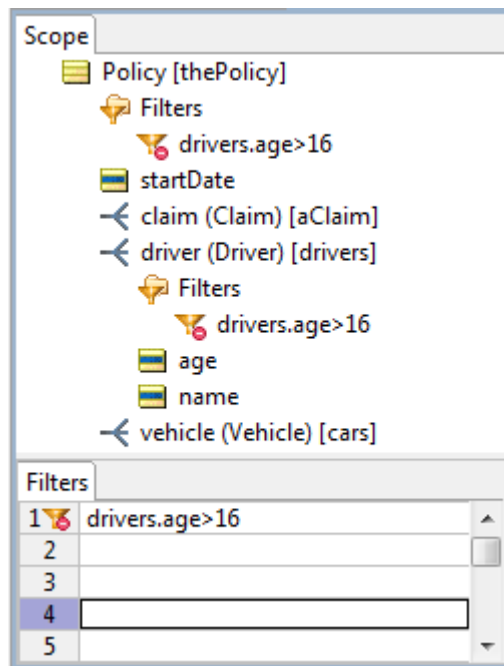 Scope
Policy [thePolicy]
Filters
drivers.age>16
startDate
claim (Claim) [aClaim]
driver (Driver) [drivers]
Filters
drivers.age>16
age
name
vehicle (Vehicle) [cars]
Filters
1 drivers.age>16
2
3
4
5